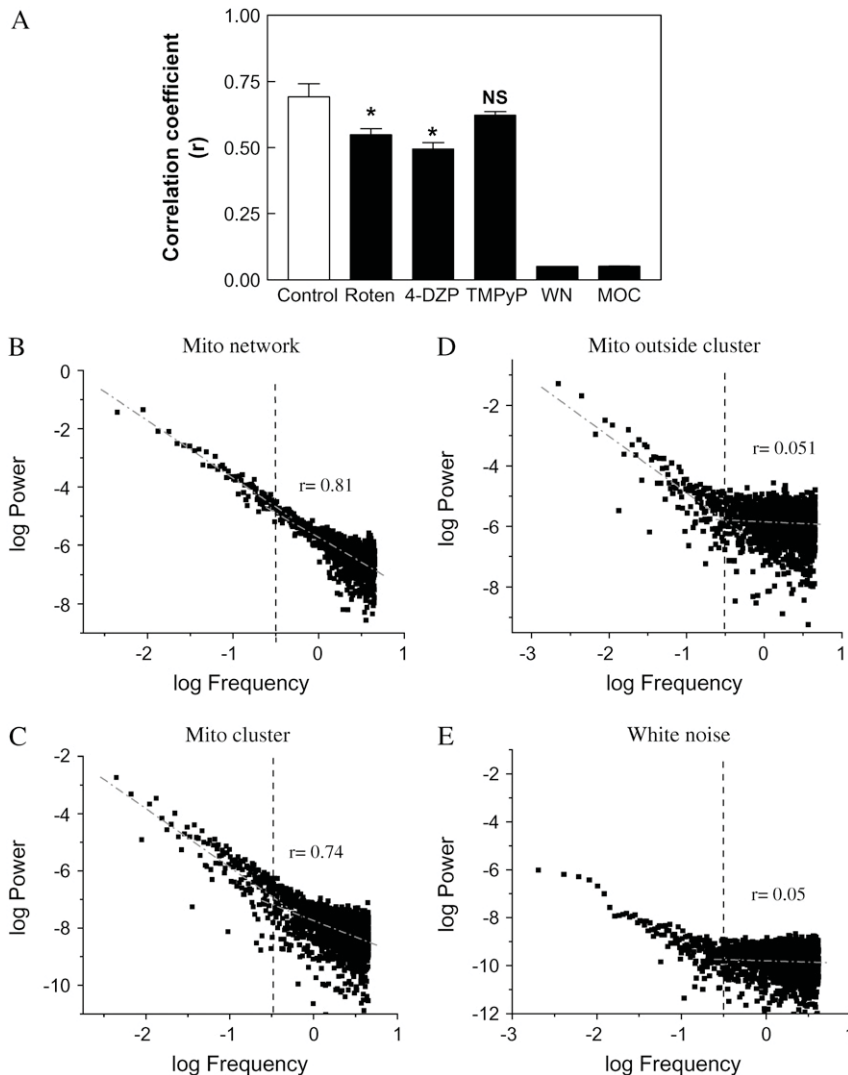 A
Correlation coefficient
(r)
1.00
0.75
0.50
0.25
0.00
*
*
NS
Control Roten 4-DZP TMPyP WN MOC
B
Mito network
log Power
0
-2
-4
-6
-8
r= 0.81
-2 -1 0 1
log Frequency
D
Mito outside cluster
log Power
-2
-4
-6
-8
r= 0.051
-3 -2 -1 0 1
log Frequency
C
Mito cluster
log Power
-2
-4
-6
-8
-10
r= 0.74
-2 -1 0 1
log Frequency
E
White noise
log Power
-2
-4
-6
-8
-10
-12
r= 0.05
-3 -2 -1 0 1
log Frequency